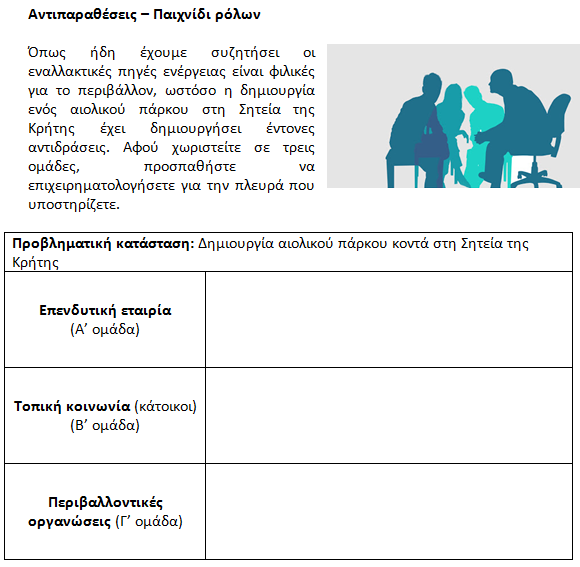 Αντιπαραθέσεις – Παιχνίδι ρόλων
Όπως ήδη έχουμε συζητήσει οι
εναλλακτικές πηγές ενέργειας είναι φιλικές
για το περιβάλλον, ωστόσο η δημιουργία
ενός αιολικού πάρκου στη Σητεία της
Κρήτης έχει δημιουργήσει έντονες
αντιδράσεις. Αφού χωριστείτε σε τρεις
ομάδες, προσπαθήστε να
επιχειρηματολογήσετε για την πλευρά που
υποστηρίζετε.
Προβληματική κατάσταση: Δημιουργία αιολικού πάρκου κοντά στη Σητεία της
Κρήτης
Επενδυτική εταιρία
(Α’ ομάδα)
Τοπική κοινωνία (κάτοικοι)
(Β’ ομάδα)
Περιβαλλοντικές
οργανώσεις (Γ’ ομάδα)